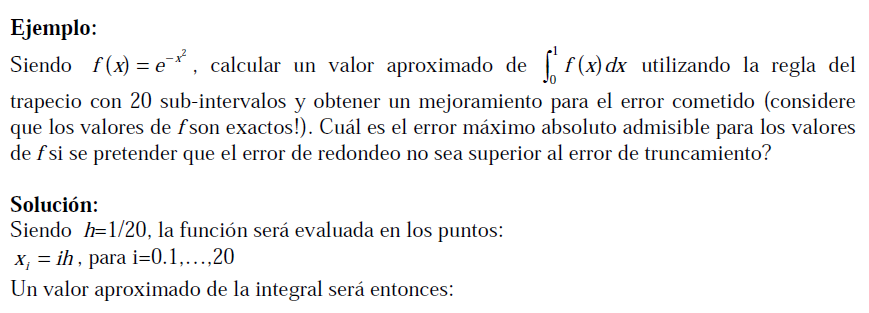 Ejemplo:
Siendo f(x) = e^{-x^2}, calcular un valor aproximado de ∫_0^1 f(x)dx utilizando la regla del
trapecio con 20 sub-intervalos y obtener un mejoramiento para el error cometido (considere
que los valores de f son exactos!). Cuál es el error máximo absoluto admisible para los valores
de f si se pretender que el error de redondeo no sea superior al error de truncamiento?
Solución:
Siendo h=1/20, la función será evaluada en los puntos:
x_i = ih, para i=0.1,…,20
Un valor aproximado de la integral será entonces: